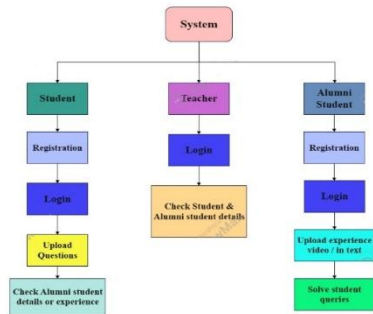 System
Student
Teacher
Alumni
Student
Registration
Login
Registration
Login
Check Student &
Alumni student details
Login
Upload
Questions
Upload experience
video / in text
Check Alumni student
details or experience
Solve student
queries